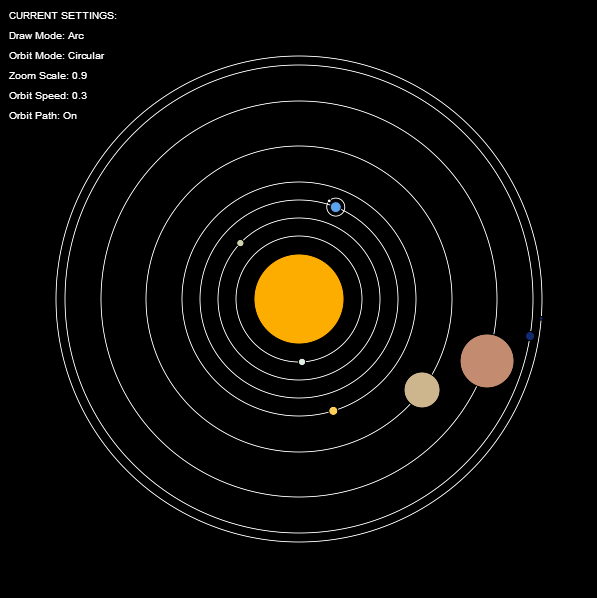 CURRENT SETTINGS:
Draw Mode: Arc
Orbit Mode: Circular
Zoom Scale: 0.9
Orbit Speed: 0.3
Orbit Path: On